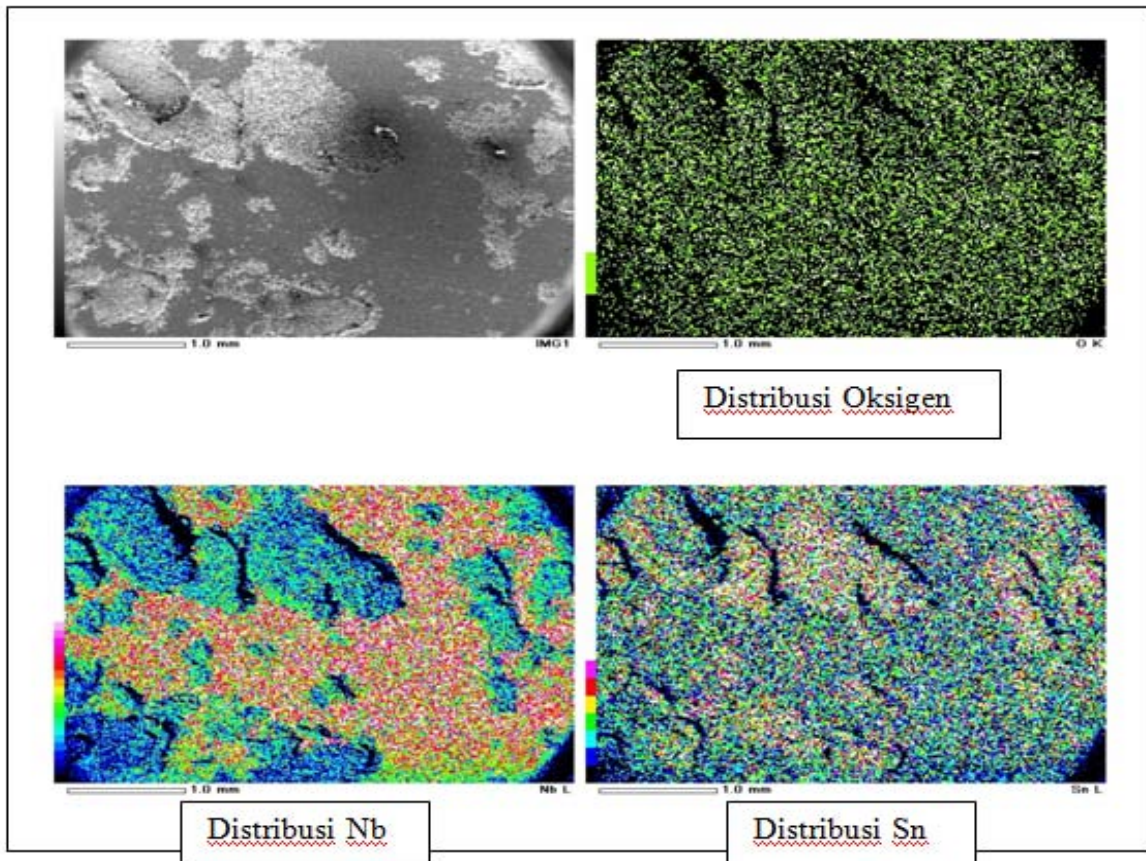 1.0 mm IMG1
1.0 mm O K
Distribusi Oksigen
1.0 mm Nb L
1.0 mm Sn L
Distribusi Nb
Distribusi Sn